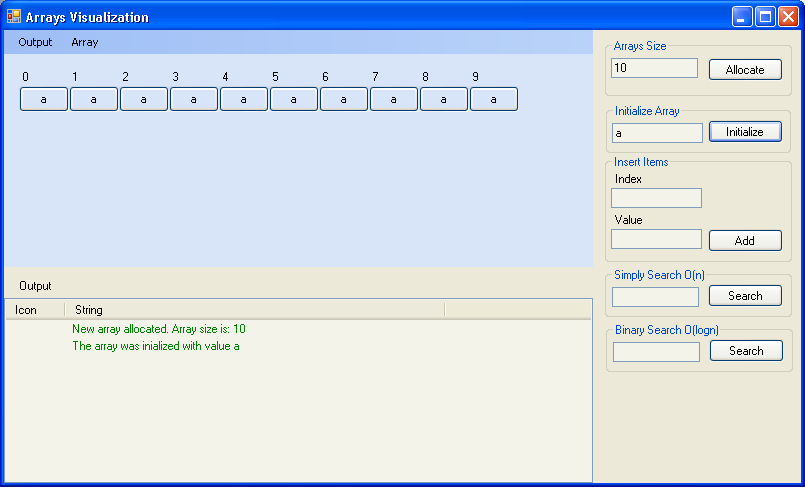 Arrays Visualization
Output Array
0 1 2 3 4 5 6 7 8 9
a a a a a a a a a a
Arrays Size
10 Allocate
Initialize Array
a Initialize
Insert Items
Index
Value
Add
Simply Search O(n)
Search
Binary Search O(logn)
Search
Output
Icon String
New array allocated. Array size is: 10
The array was inialized with value a